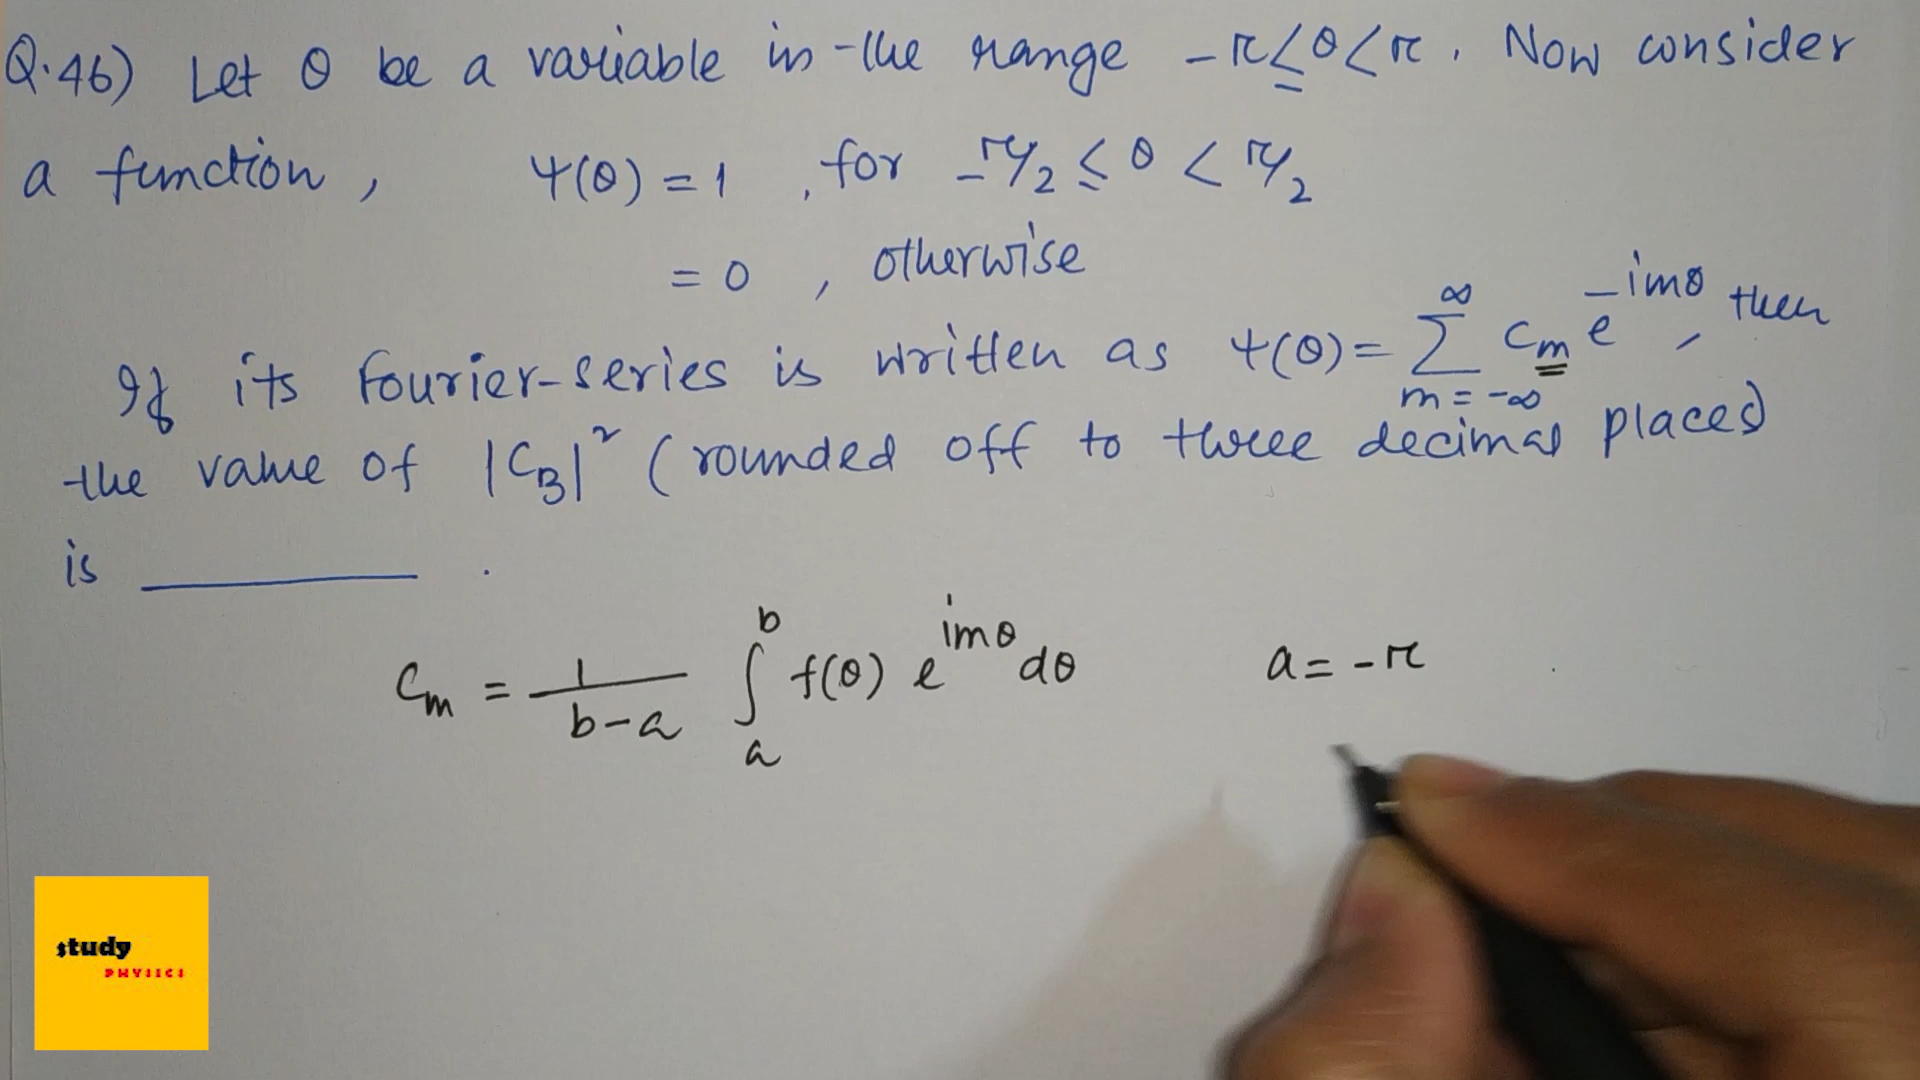 Q.46) Let θ be a variable in the range -π ≤ θ < π. Now consider
a function, ψ(θ) = 1 , for -π/2 ≤ θ < π/2
= 0 , otherwise
If its fourier-series is written as ψ(θ) = ∑_{m=-∞}^{∞} C_m e^{-imθ}, then
the value of |C_3|² (rounded off to three decimal places)
is ________ .
C_m = 1/(b-a) ∫_a^b f(θ) e^{imθ} dθ a = -π
study
PHYSICS